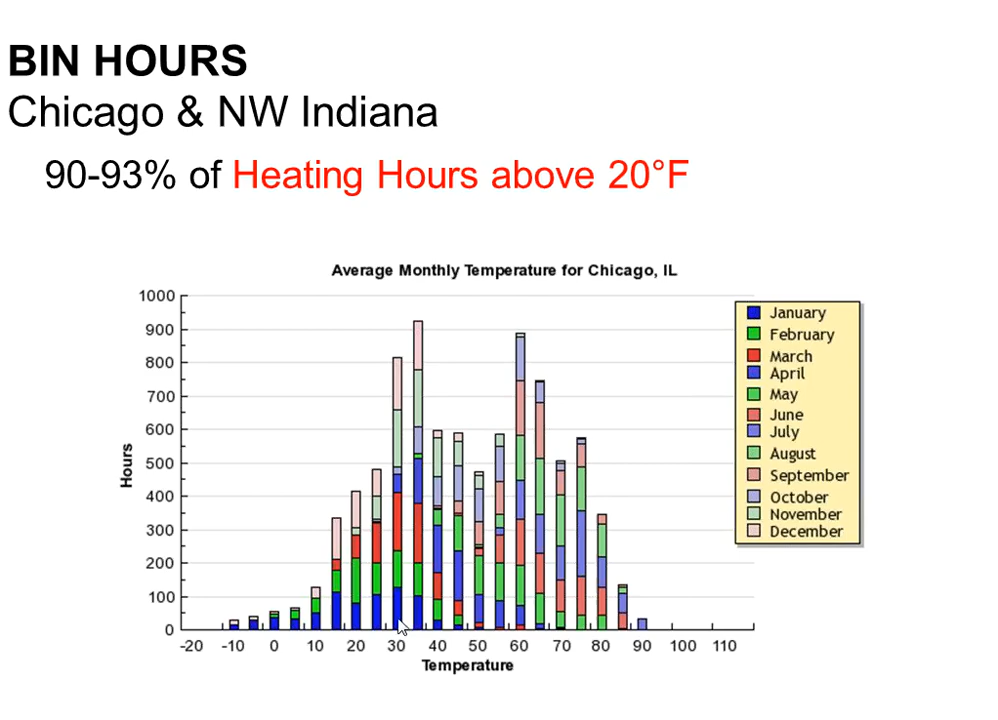 BIN HOURS
Chicago & NW Indiana
90-93% of Heating Hours above 20°F
Average Monthly Temperature for Chicago, IL
1000
900
800
700
600
500
400
300
200
100
0
Hours
-20 -10 0 10 20 30 40 50 60 70 80 90 100 110
Temperature
January
February
March
April
May
June
July
August
September
October
November
December